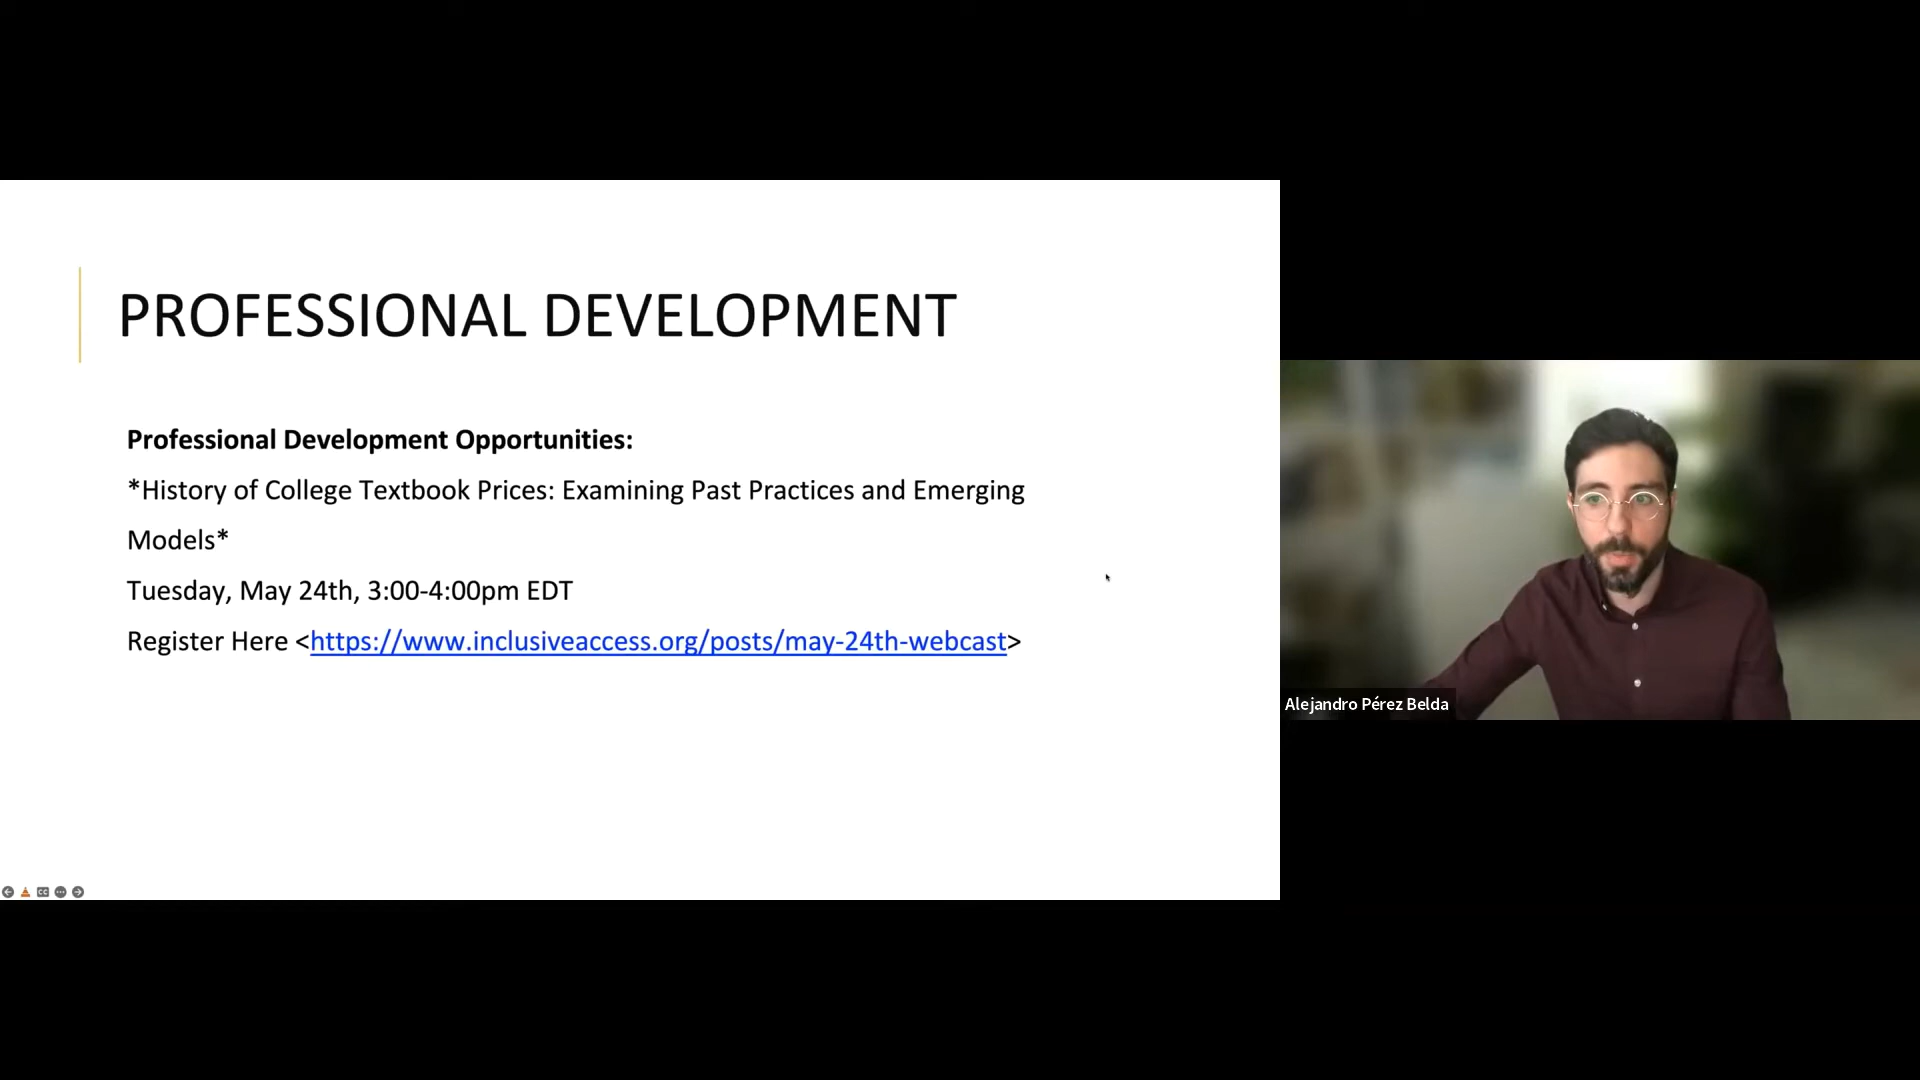 PROFESSIONAL DEVELOPMENT
Professional Development Opportunities:
*History of College Textbook Prices: Examining Past Practices and Emerging
Models*
Tuesday, May 24th, 3:00-4:00pm EDT
Register Here <https://www.inclusiveaccess.org/posts/may-24th-webcast>
Alejandro Pérez Belda
CC